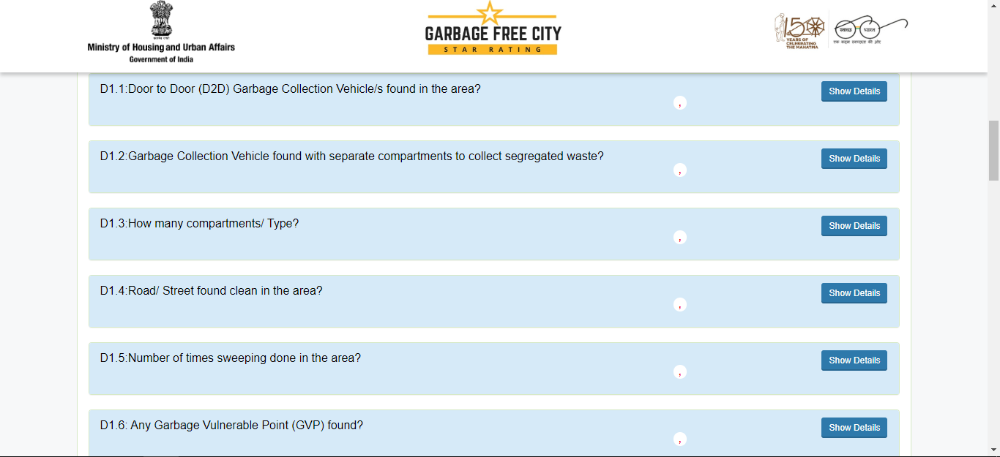 Ministry of Housing and Urban Affairs
Government of India
GARBAGE FREE CITY
STAR RATING
150
YEARS OF
CELEBRATING
THE MAHATMA
स्वच्छ भारत
एक कदम स्वच्छता की ओर
D1.1:Door to Door (D2D) Garbage Collection Vehicle/s found in the area?
,
Show Details
D1.2:Garbage Collection Vehicle found with separate compartments to collect segregated waste?
,
Show Details
D1.3:How many compartments/ Type?
,
Show Details
D1.4:Road/ Street found clean in the area?
,
Show Details
D1.5:Number of times sweeping done in the area?
,
Show Details
D1.6: Any Garbage Vulnerable Point (GVP) found?
,
Show Details